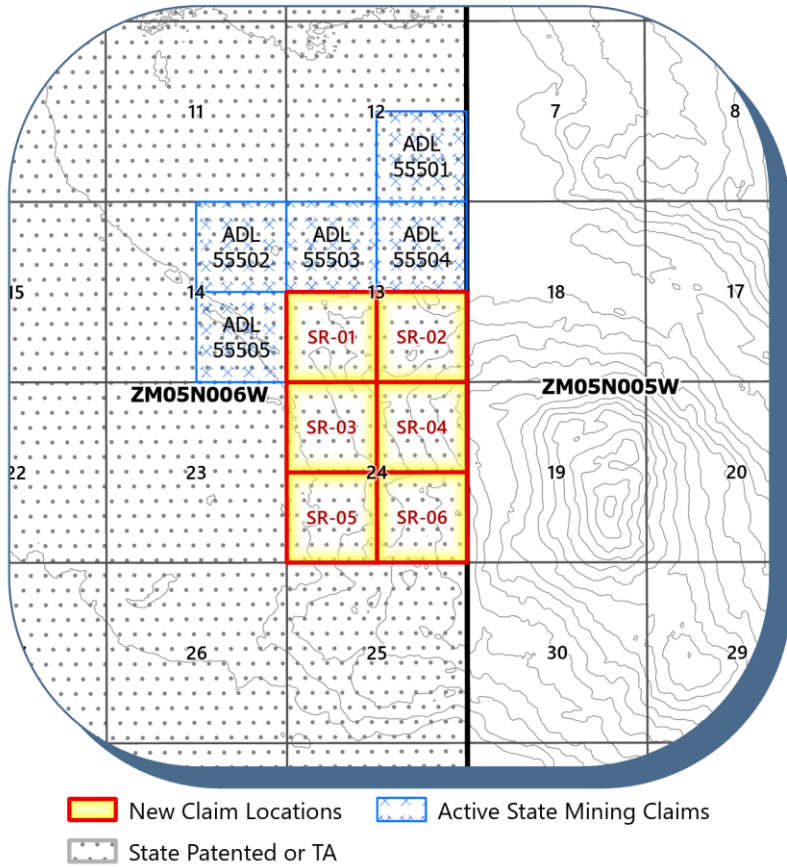 11
12
7
8
ADL
55501
ADL
55502
ADL
55503
ADL
55504
15
14
13
18
17
ADL
55505
SR-01
SR-02
ZM05N006W
ZM05N005W
SR-03
SR-04
22
23
24
19
20
SR-05
SR-06
26
25
30
29
New Claim Locations
Active State Mining Claims
State Patented or TA